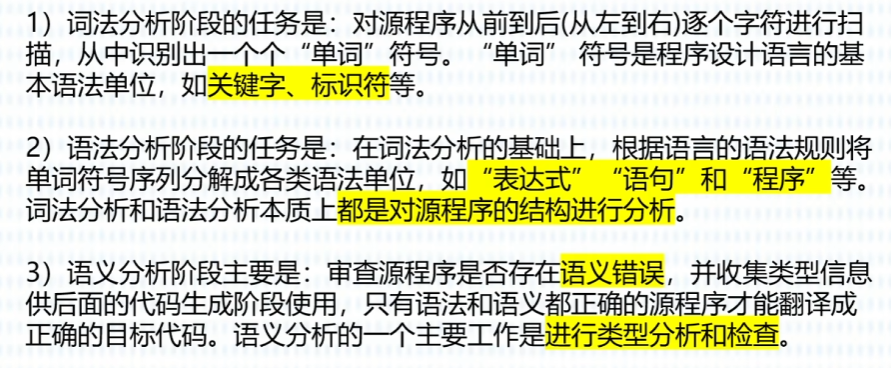 1）词法分析阶段的任务是：对源程序从前到后(从左到右)逐个字符进行扫
描，从中识别出一个个“单词”符号。“单词” 符号是程序设计语言的基
本语法单位，如关键字、标识符等。
2）语法分析阶段的任务是：在词法分析的基础上，根据语言的语法规则将
单词符号序列分解成各类语法单位，如“表达式”“语句”和“程序”等。
词法分析和语法分析本质上都是对源程序的结构进行分析。
3）语义分析阶段主要是：审查源程序是否存在语义错误，并收集类型信息
供后面的代码生成阶段使用，只有语法和语义都正确的源程序才能翻译成
正确的目标代码。语义分析的一个主要工作是进行类型分析和检查。